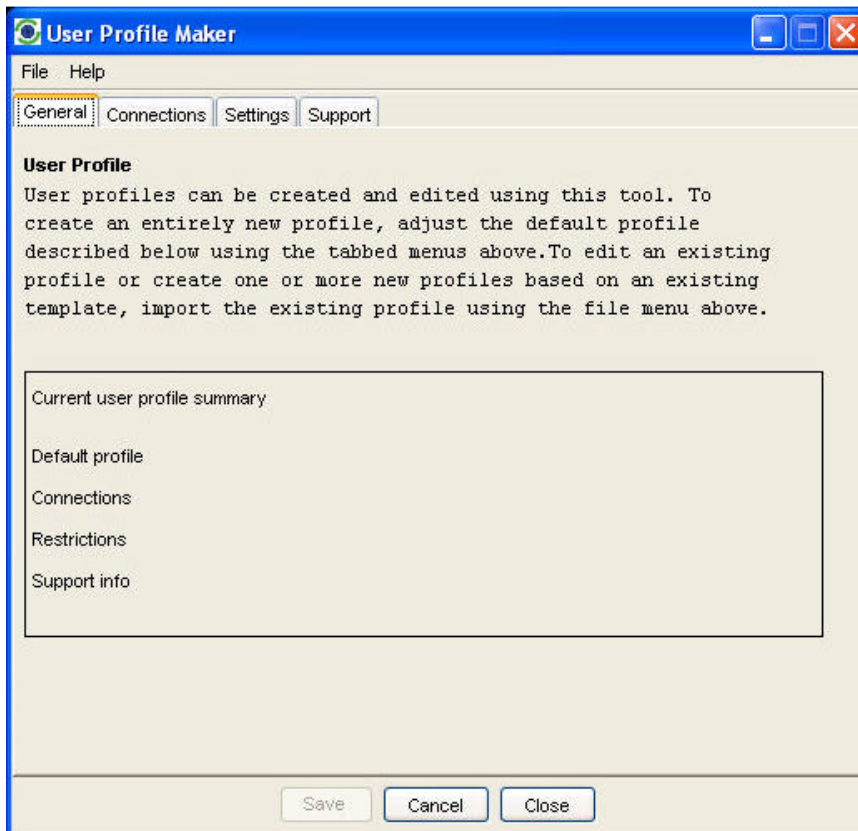 User Profile Maker
File Help
General Connections Settings Support
User Profile
User profiles can be created and edited using this tool. To
create an entirely new profile, adjust the default profile
described below using the tabbed menus above.To edit an existing
profile or create one or more new profiles based on an existing
template, import the existing profile using the file menu above.
Current user profile summary
Default profile
Connections
Restrictions
Support info
Save Cancel Close